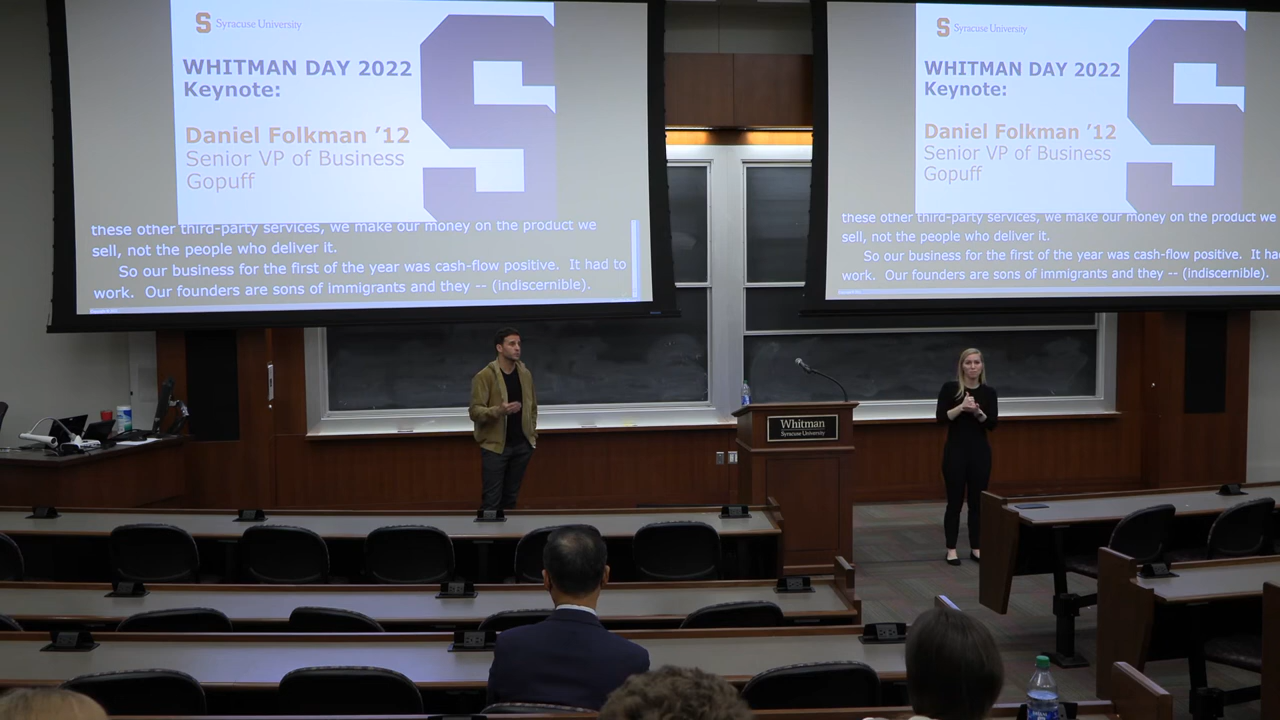 Syracuse University
WHITMAN DAY 2022
Keynote:
Daniel Folkman ’12
Senior VP of Business
Gopuff
these other third-party services, we make our money on the product we
sell, not the people who deliver it.
So our business for the first of the year was cash-flow positive. It had to
work. Our founders are sons of immigrants and they -- (indiscernible).
S Syracuse University
WHITMAN DAY 2022
Keynote:
Daniel Folkman ’12
Senior VP of Business
Gopuff
these other third-party services, we make our money on the product we
sell, not the people who deliver it.
So our business for the first of the year was cash-flow positive. It ha
work. Our founders are sons of immigrants and they -- (indiscernible).
Whitman
Syracuse University